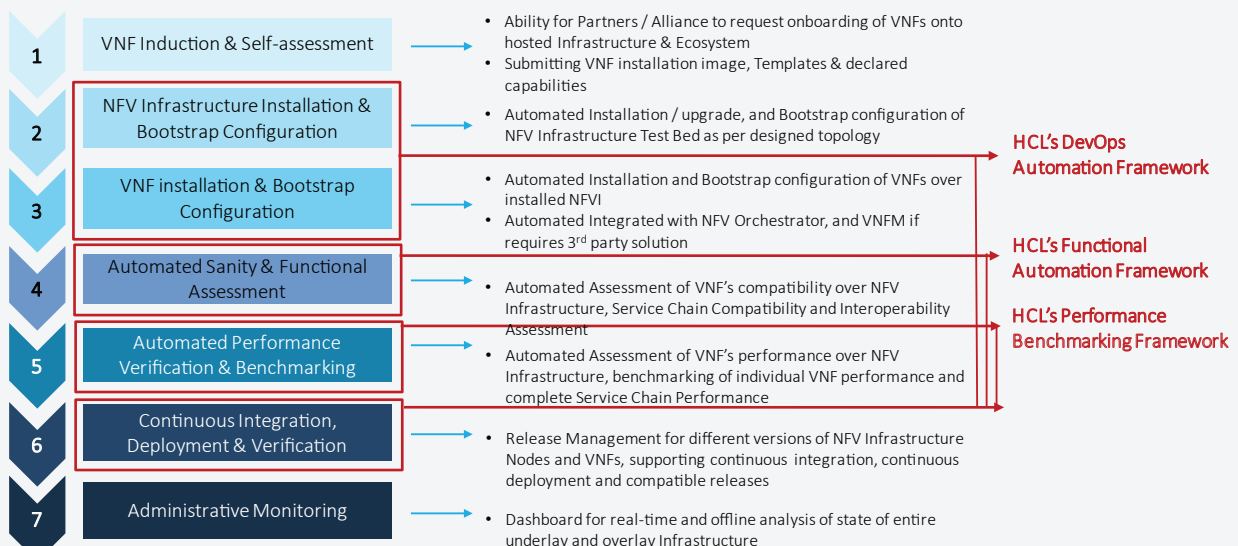 1
VNF Induction & Self-assessment
• Ability for Partners / Alliance to request onboarding of VNFs onto
hosted Infrastructure & Ecosystem
• Submitting VNF installation image, Templates & declared
capabilities
2
NFV Infrastructure Installation &
Bootstrap Configuration
• Automated Installation / upgrade, and Bootstrap configuration of
NFV Infrastructure Test Bed as per designed topology
HCL's DevOps
Automation Framework
3
VNF installation & Bootstrap
Configuration
• Automated Installation and Bootstrap configuration of VNFs over
installed NFVI
• Automated Integrated with NFV Orchestrator, and VNFM if
requires 3rd party solution
HCL's Functional
Automation Framework
4
Automated Sanity & Functional
Assessment
• Automated Assessment of VNF's compatibility over NFV
Infrastructure, Service Chain Compatibility and Interoperability
Assessment
HCL's Performance
Benchmarking Framework
5
Automated Performance
Verification & Benchmarking
• Automated Assessment of VNF's performance over NFV
Infrastructure, benchmarking of individual VNF performance and
complete Service Chain Performance
6
Continuous Integration,
Deployment & Verification
• Release Management for different versions of NFV Infrastructure
Nodes and VNFs, supporting continuous integration, continuous
deployment and compatible releases
7
Administrative Monitoring
• Dashboard for real-time and offline analysis of state of entire
underlay and overlay Infrastructure